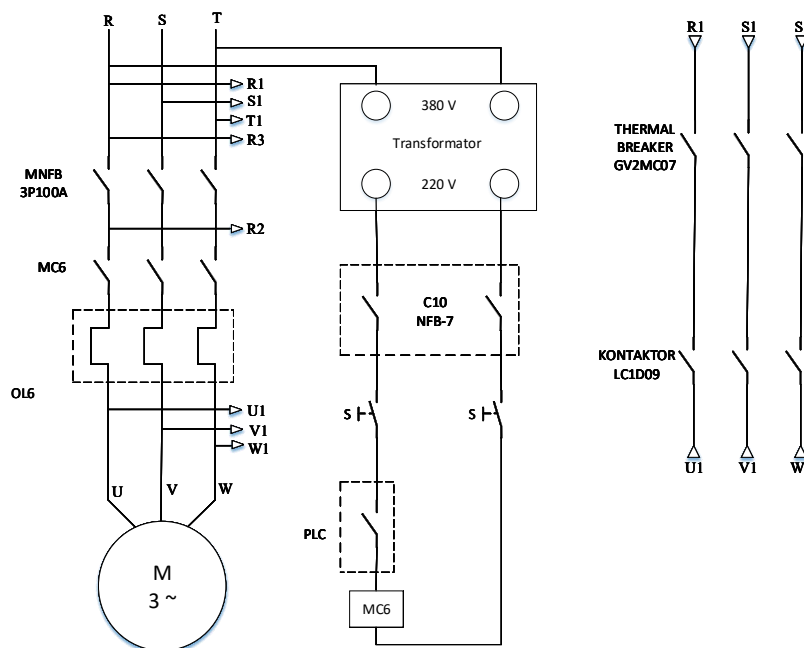 R S T
R1
S1
T1
R3
MNFB
3P100A
R2
MC6
OL6
U1
V1
W1
U V W
M
3 ~
380 V
Transformator
220 V
C10
NFB-7
S S
PLC
MC6
R1 S1 S
THERMAL
BREAKER
GV2MC07
KONTAKTOR
LC1D09
U1 V1 W